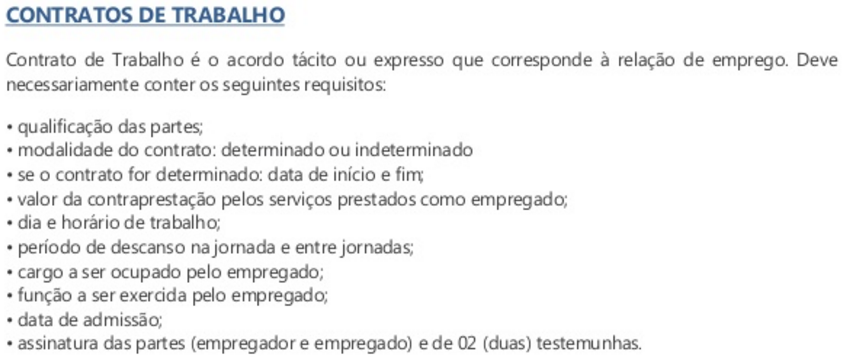 CONTRATOS DE TRABALHO
Contrato de Trabalho é o acordo tácito ou expresso que corresponde à relação de emprego. Deve
necessariamente conter os seguintes requisitos:
• qualificação das partes;
• modalidade do contrato: determinado ou indeterminado
• se o contrato for determinado: data de início e fim;
• valor da contraprestação pelos serviços prestados como empregado;
• dia e horário de trabalho;
• período de descanso na jornada e entre jornadas;
• cargo a ser ocupado pelo empregado;
• função a ser exercida pelo empregado;
• data de admissão;
• assinatura das partes (empregador e empregado) e de 02 (duas) testemunhas.